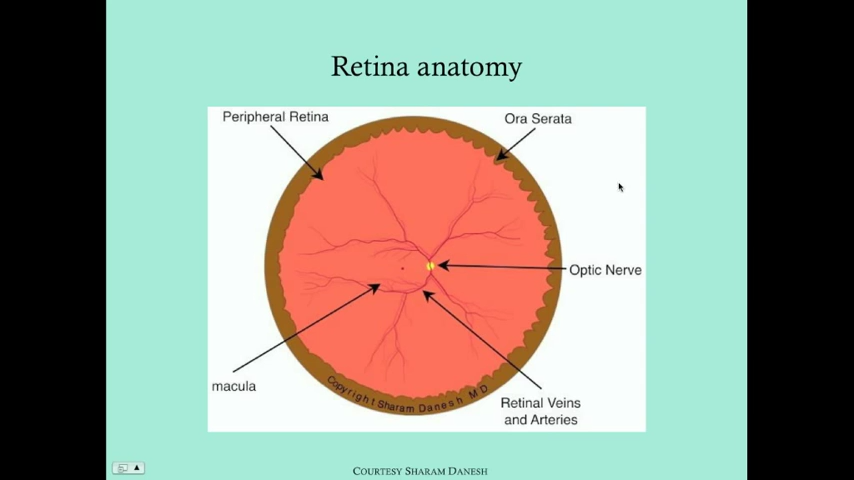 Retina anatomy
Peripheral Retina
Ora Serata
Optic Nerve
macula
Retinal Veins
and Arteries
Copyright Sharam Danesh MD
COURTESY SHARAM DANESH